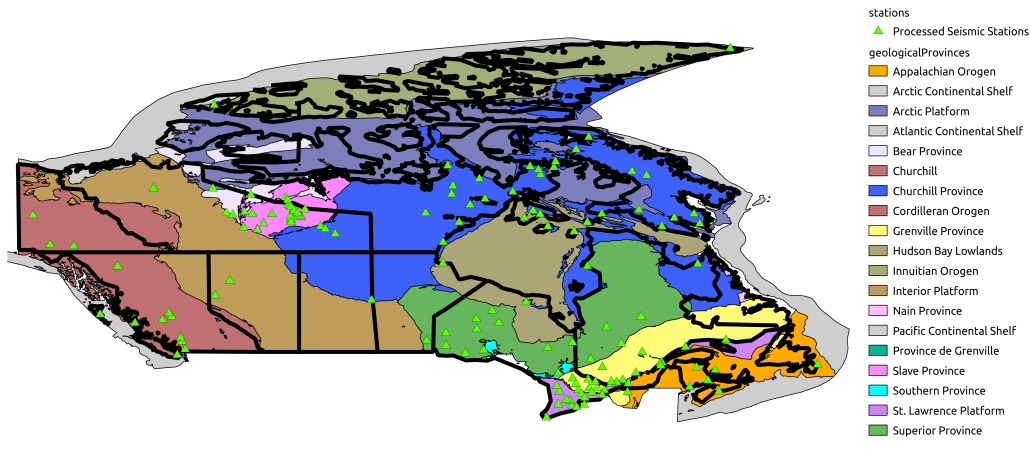 stations
Processed Seismic Stations
geologicalProvinces
Appalachian Orogen
Arctic Continental Shelf
Arctic Platform
Atlantic Continental Shelf
Bear Province
Churchill
Churchill Province
Cordilleran Orogen
Grenville Province
Hudson Bay Lowlands
Innuitian Orogen
Interior Platform
Nain Province
Pacific Continental Shelf
Province de Grenville
Slave Province
Southern Province
St. Lawrence Platform
Superior Province